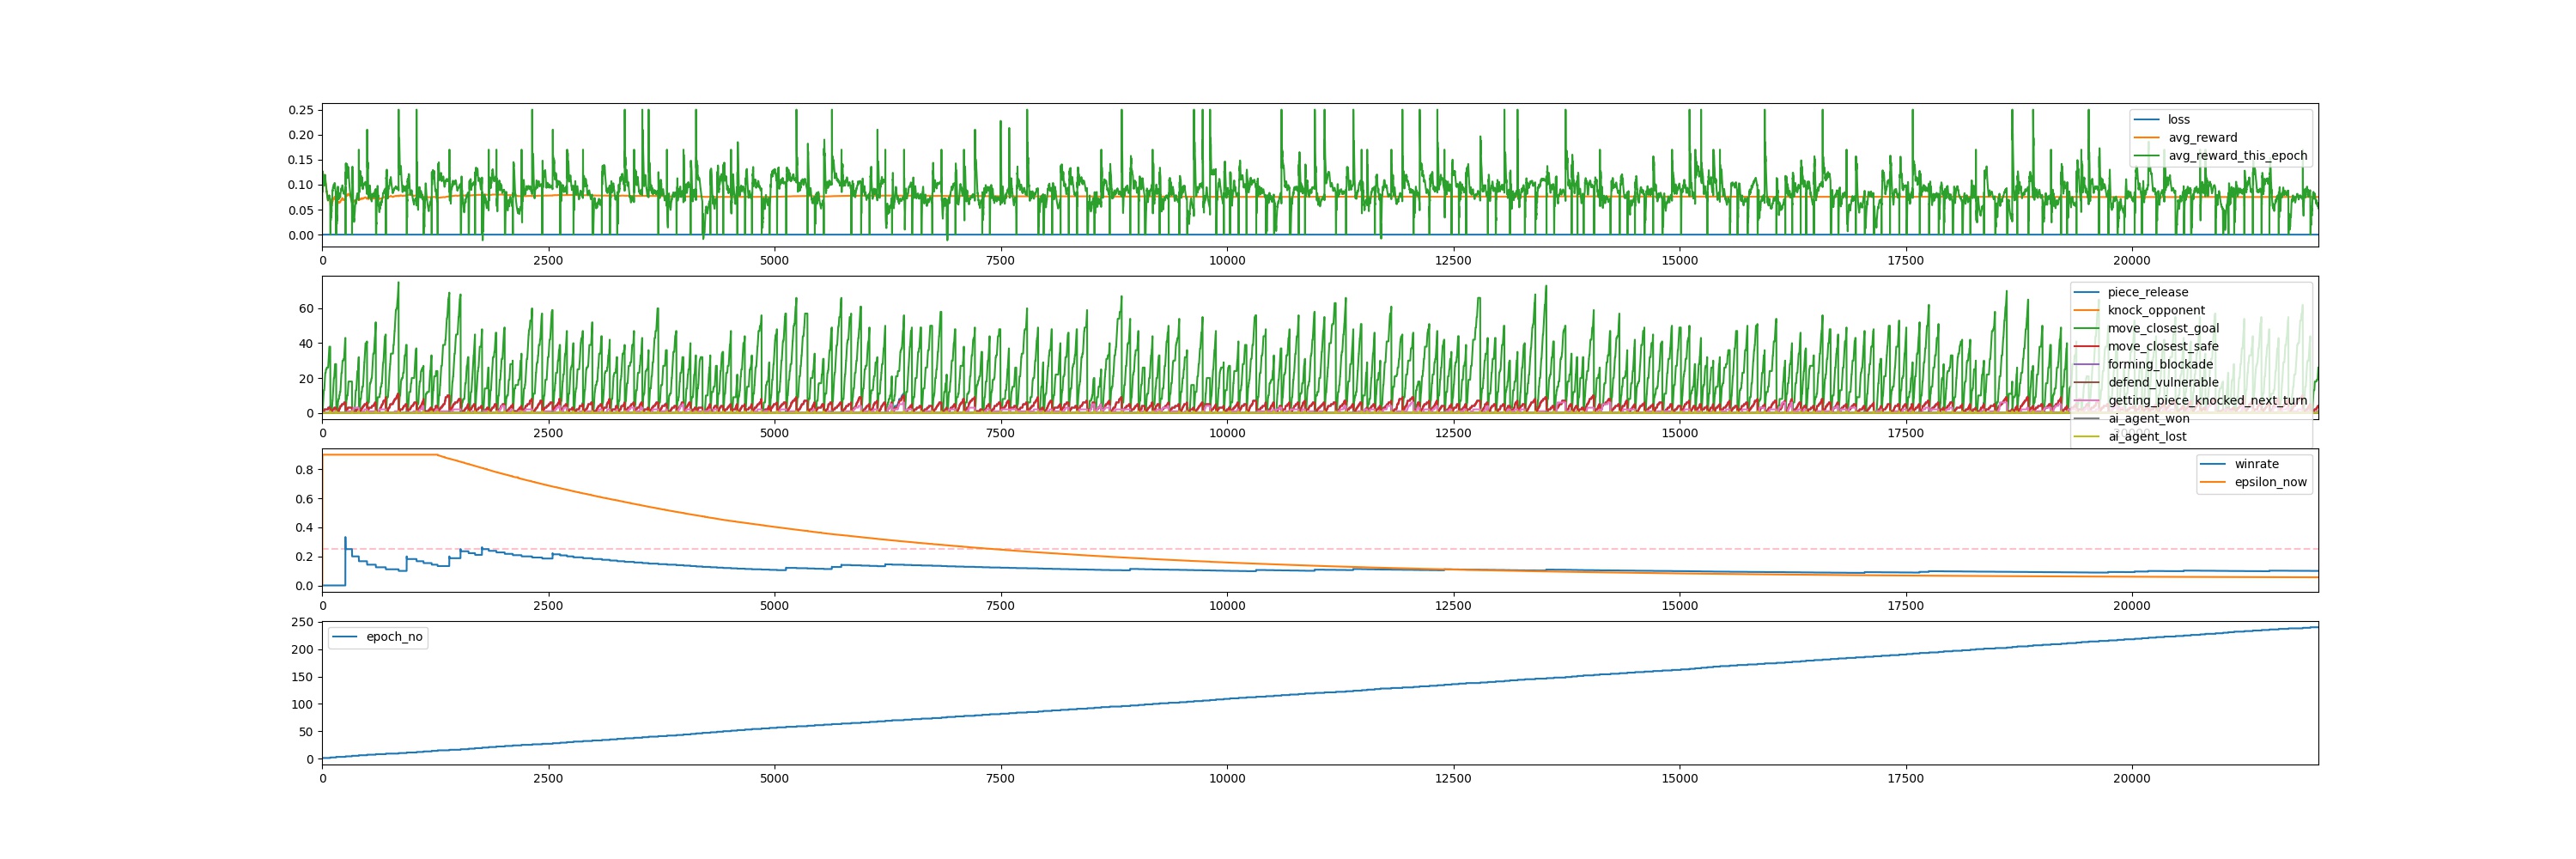 0.25
0.20
0.15
0.10
0.05
0.00
loss
avg_reward
avg_reward_this_epoch
0 2500 5000 7500 10000 12500 15000 17500 20000
60
40
20
0
piece_release
knock_opponent
move_closest_goal
move_closest_safe
forming_blockade
defend_vulnerable
getting_piece_knocked_next_turn
ai_agent_won
ai_agent_lost
0 2500 5000 7500 10000 12500 15000 17500 20000
0.8
0.6
0.4
0.2
0.0
winrate
epsilon_now
0 2500 5000 7500 10000 12500 15000 17500 20000
250
200
150
100
50
0
epoch_no
0 2500 5000 7500 10000 12500 15000 17500 20000